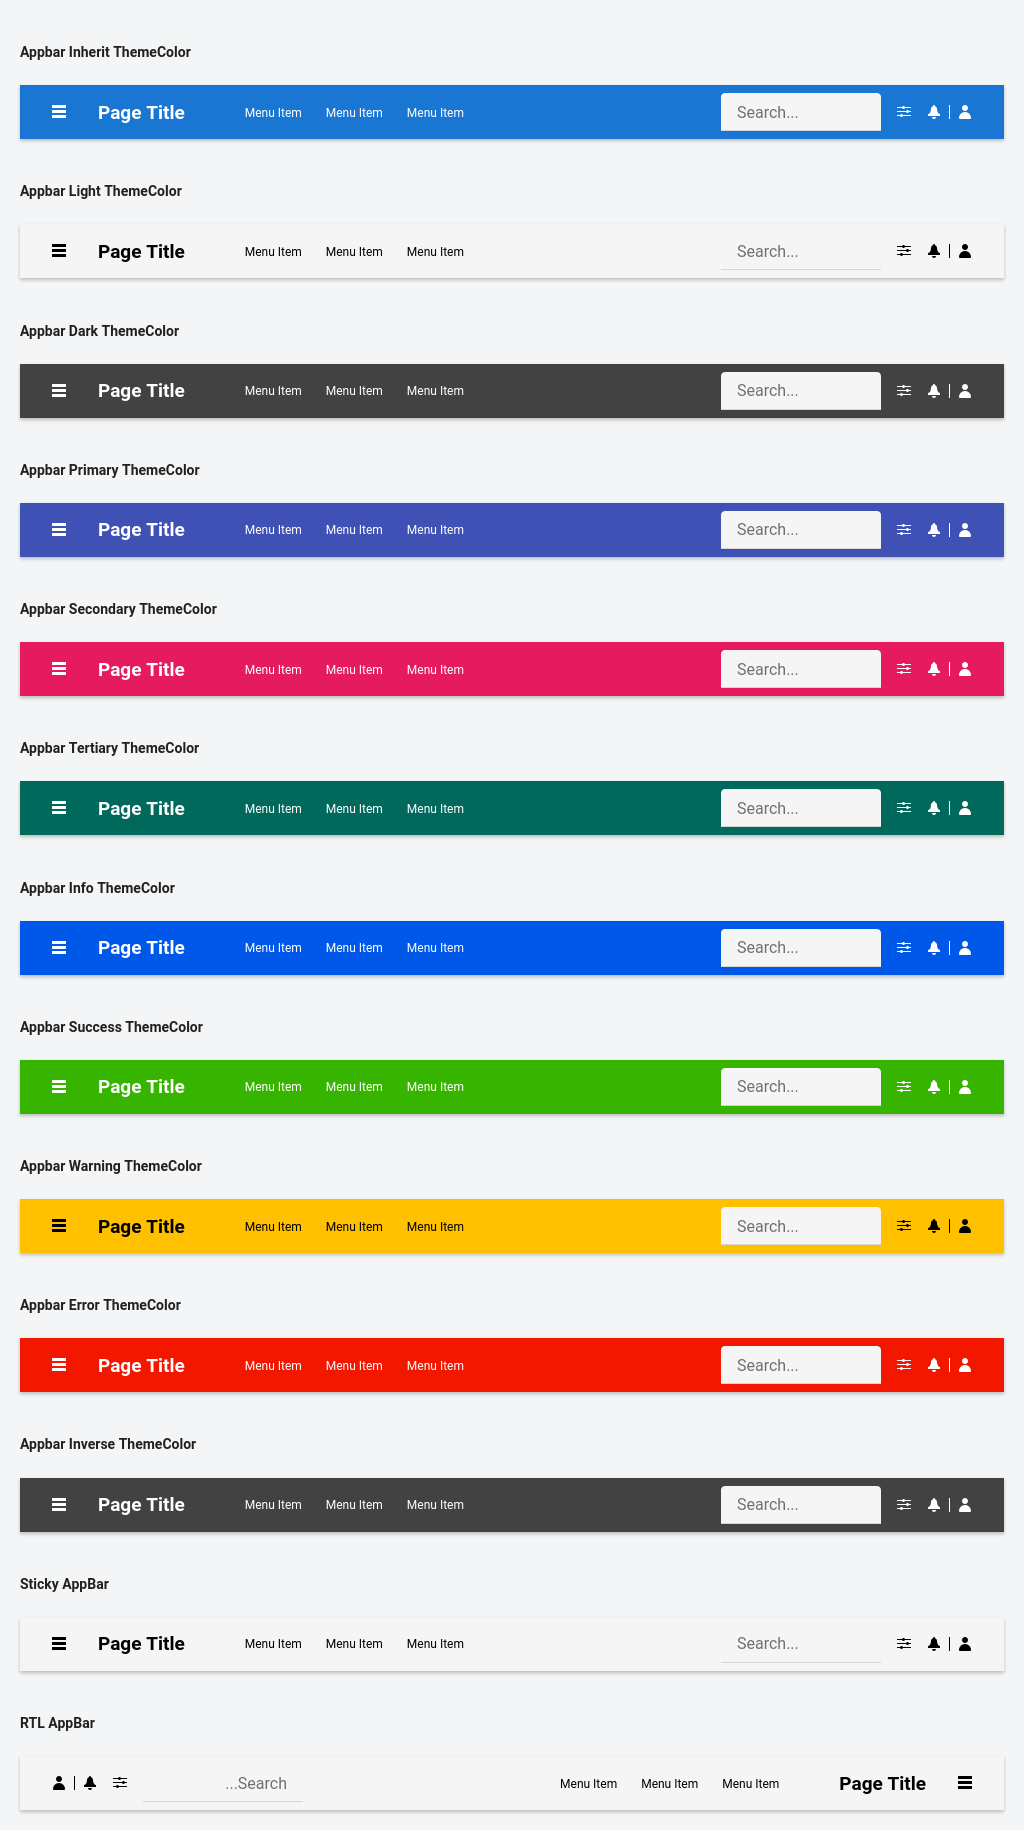 Appbar Inherit ThemeColor
Page Title Menu Item Menu Item Menu Item Search...
Appbar Light ThemeColor
Page Title Menu Item Menu Item Menu Item Search...
Appbar Dark ThemeColor
Page Title Menu Item Menu Item Menu Item Search...
Appbar Primary ThemeColor
Page Title Menu Item Menu Item Menu Item Search...
Appbar Secondary ThemeColor
Page Title Menu Item Menu Item Menu Item Search...
Appbar Tertiary ThemeColor
Page Title Menu Item Menu Item Menu Item Search...
Appbar Info ThemeColor
Page Title Menu Item Menu Item Menu Item Search...
Appbar Success ThemeColor
Page Title Menu Item Menu Item Menu Item Search...
Appbar Warning ThemeColor
Page Title Menu Item Menu Item Menu Item Search...
Appbar Error ThemeColor
Page Title Menu Item Menu Item Menu Item Search...
Appbar Inverse ThemeColor
Page Title Menu Item Menu Item Menu Item Search...
Sticky AppBar
Page Title Menu Item Menu Item Menu Item Search...
RTL AppBar
...Search Menu Item Menu Item Menu Item Page Title